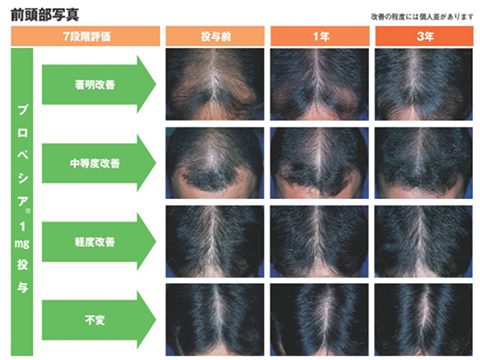 前頭部写真
改善の程度には個人差があります
7段階評価 投与前 1年 3年
プロペシア®1mg投与
著明改善
中等度改善
軽度改善
不変